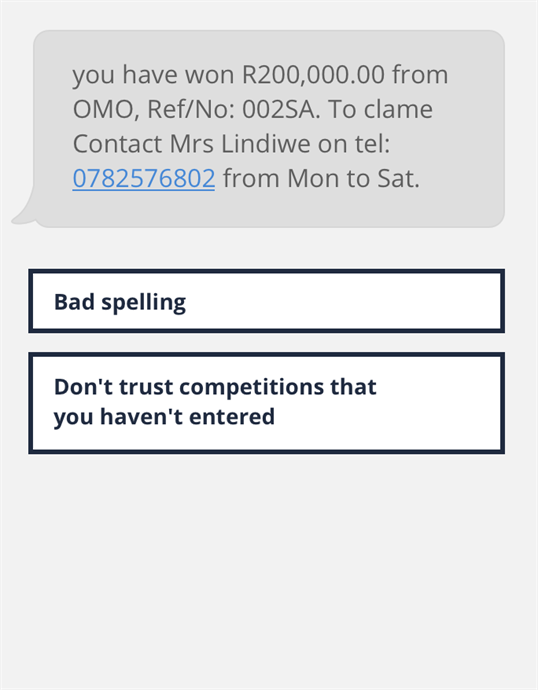 you have won R200,000.00 from
OMO, Ref/No: 002SA. To clame
Contact Mrs Lindiwe on tel:
0782576802 from Mon to Sat.
Bad spelling
Don't trust competitions that
you haven't entered